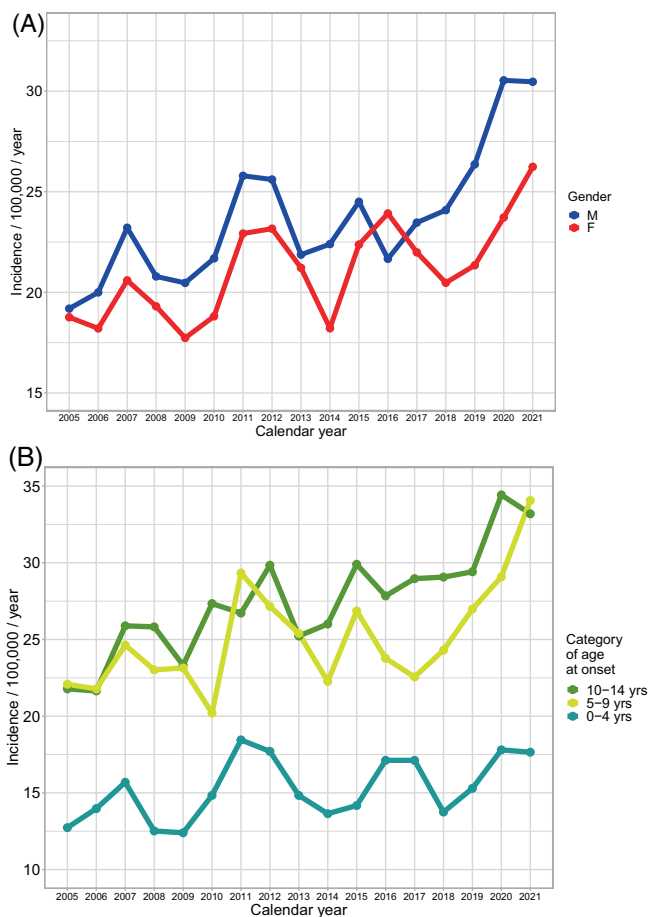 (A)
Incidence / 100,000 / year
30
25
20
15
2005 2006 2007 2008 2009 2010 2011 2012 2013 2014 2015 2016 2017 2018 2019 2020 2021
Calendar year
Gender
M
F
(B)
Incidence / 100,000 / year
35
30
25
20
15
10
2005 2006 2007 2008 2009 2010 2011 2012 2013 2014 2015 2016 2017 2018 2019 2020 2021
Calendar year
Category
of age
at onset
10−14 yrs
5−9 yrs
0−4 yrs